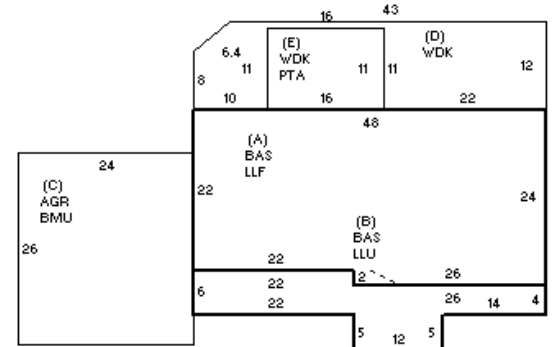 16 43
(E) (D)
6.4 WDK WDK
11 PTA 11 11 12
8
10 16 22
48
(A)
24 BAS
(C) LLF
AGR 22 24
BMU (B)
BAS
26 LLU
22 26
2
22
6 26 14 4
22
5 12 5